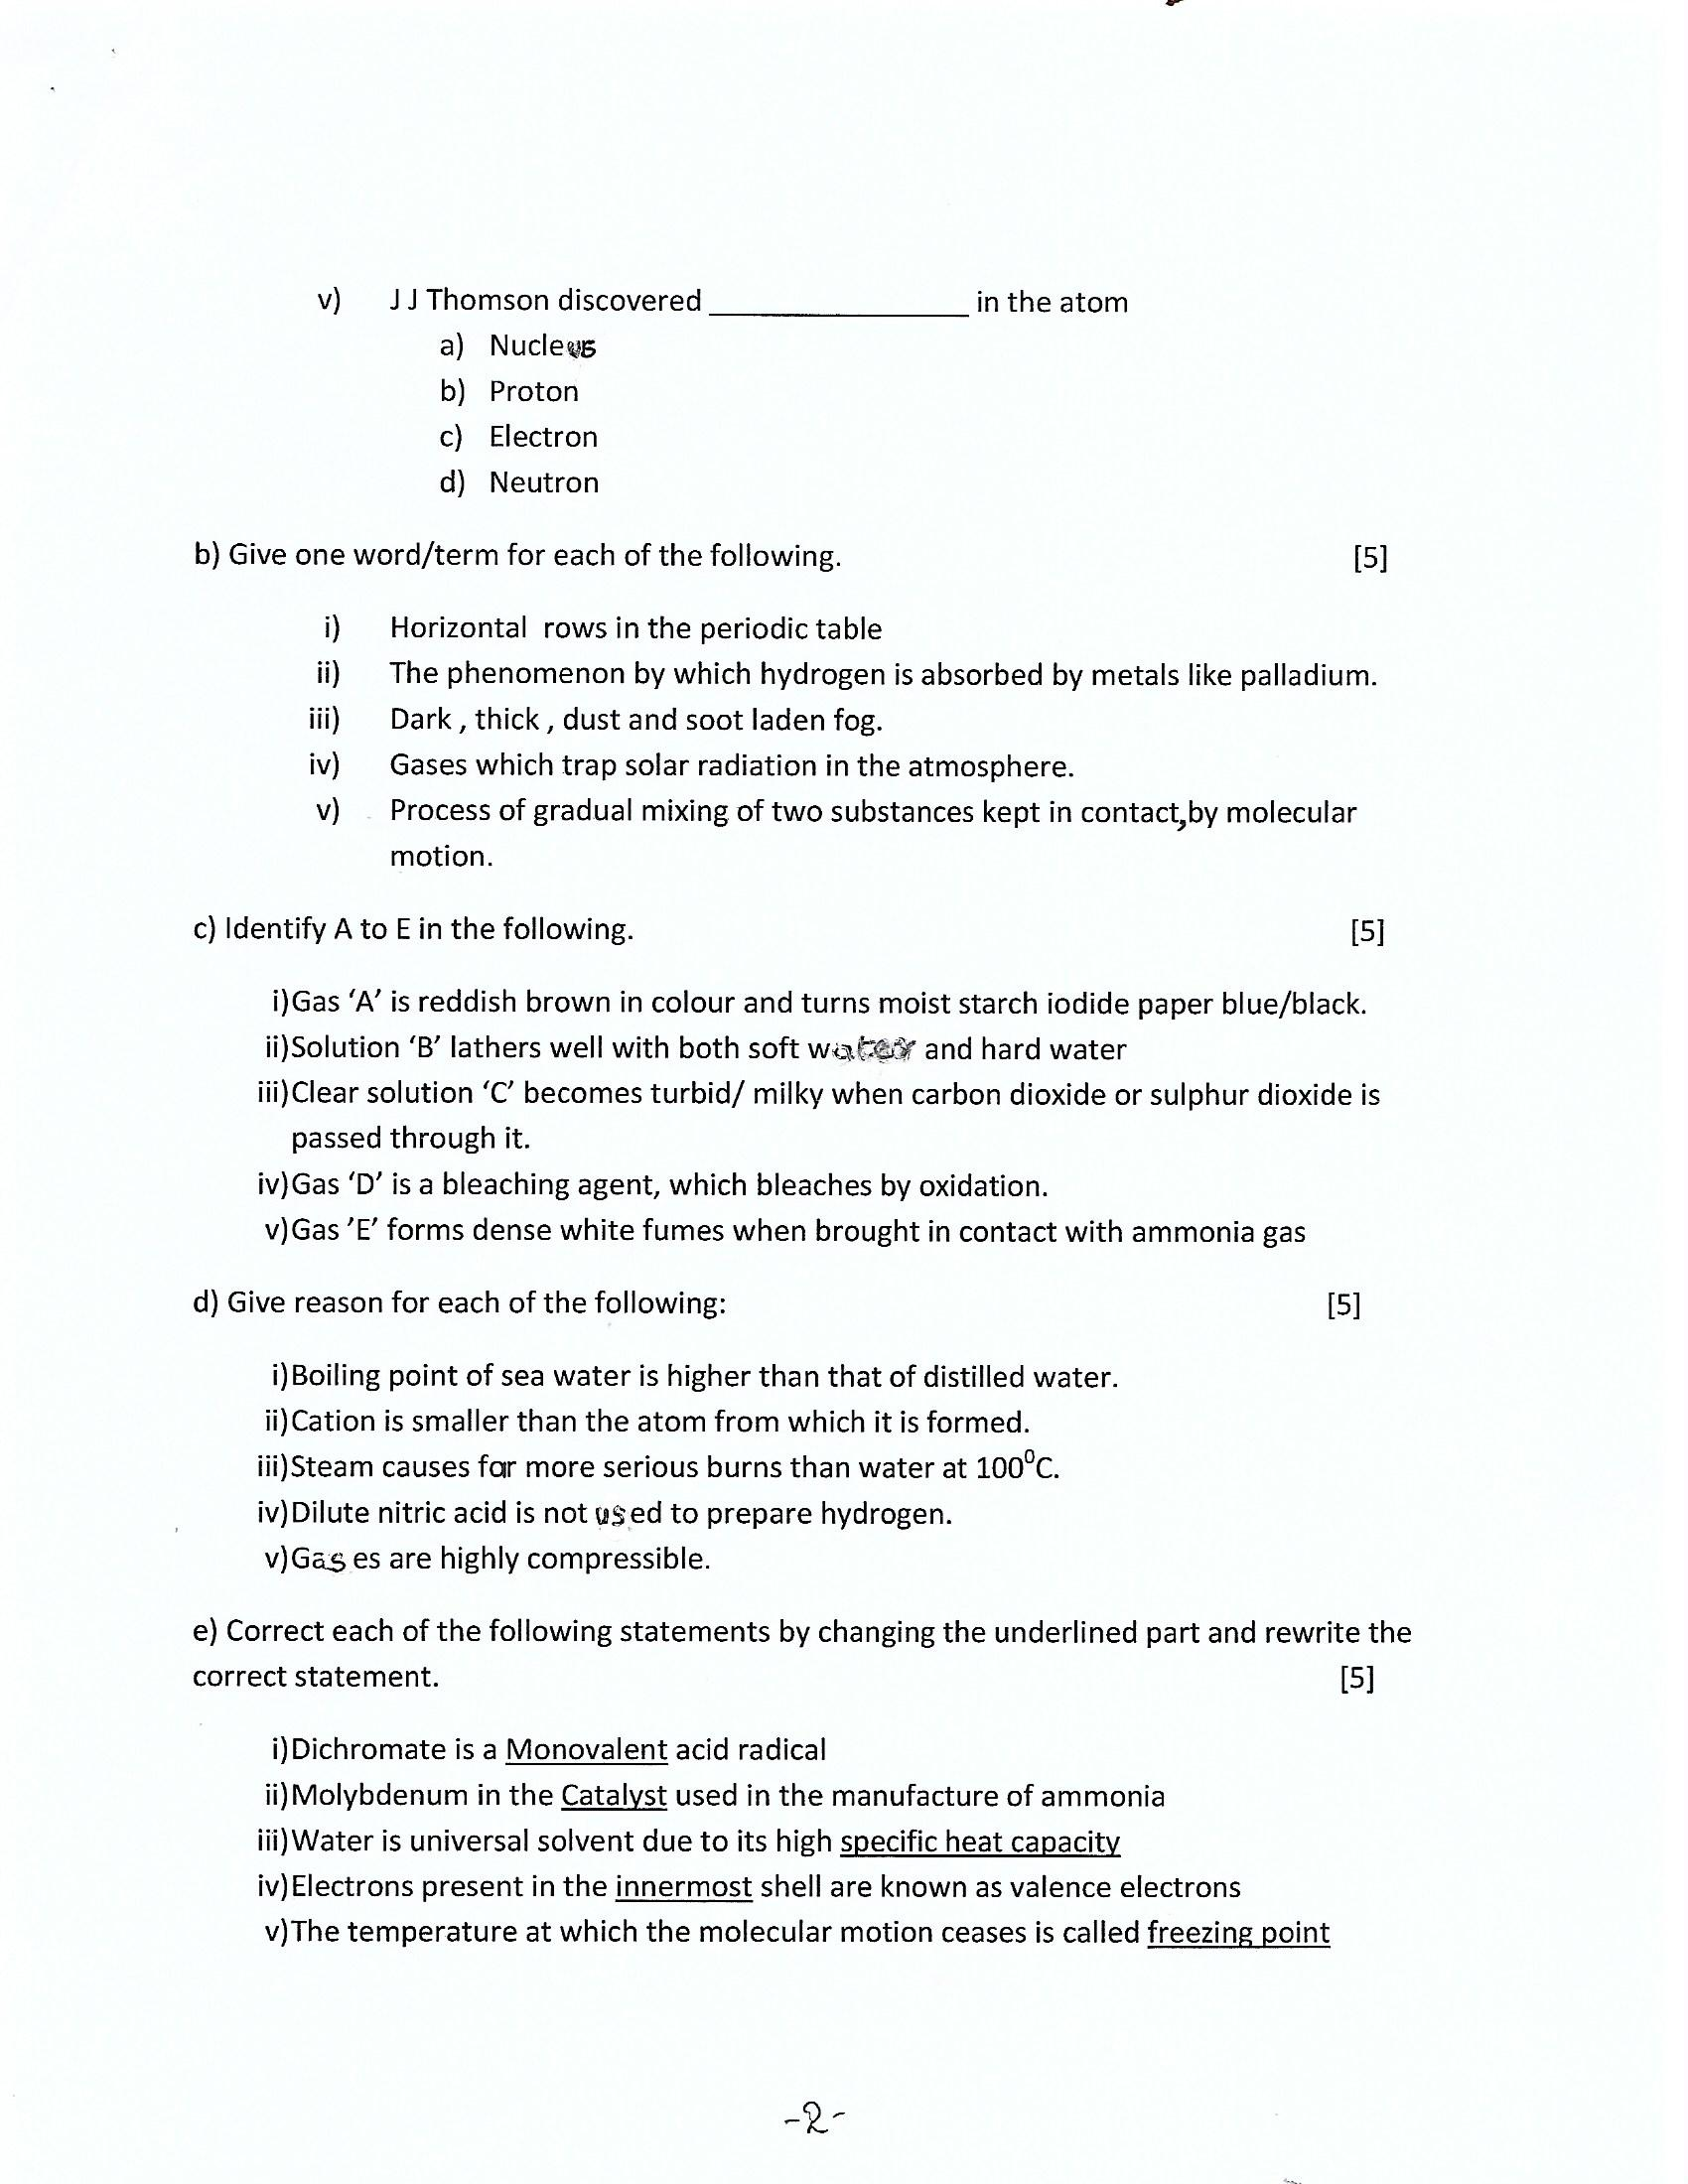 v) J J Thomson discovered ________________ in the atom
a) Nucleus
b) Proton
c) Electron
d) Neutron
b) Give one word/term for each of the following. [5]
i) Horizontal rows in the periodic table
ii) The phenomenon by which hydrogen is absorbed by metals like palladium.
iii) Dark , thick , dust and soot laden fog.
iv) Gases which trap solar radiation in the atmosphere.
v) Process of gradual mixing of two substances kept in contact,by molecular
motion.
c) Identify A to E in the following. [5]
i)Gas ‘A’ is reddish brown in colour and turns moist starch iodide paper blue/black.
ii)Solution ‘B’ lathers well with both soft water and hard water
iii)Clear solution ‘C’ becomes turbid/ milky when carbon dioxide or sulphur dioxide is
passed through it.
iv)Gas ‘D’ is a bleaching agent, which bleaches by oxidation.
v)Gas ’E’ forms dense white fumes when brought in contact with ammonia gas
d) Give reason for each of the following: [5]
i)Boiling point of sea water is higher than that of distilled water.
ii)Cation is smaller than the atom from which it is formed.
iii)Steam causes far more serious burns than water at 100⁰C.
iv)Dilute nitric acid is not used to prepare hydrogen.
v)Gases are highly compressible.
e) Correct each of the following statements by changing the underlined part and rewrite the
correct statement. [5]
i)Dichromate is a Monovalent acid radical
ii)Molybdenum in the Catalyst used in the manufacture of ammonia
iii)Water is universal solvent due to its high specific heat capacity
iv)Electrons present in the innermost shell are known as valence electrons
v)The temperature at which the molecular motion ceases is called freezing point
-2-